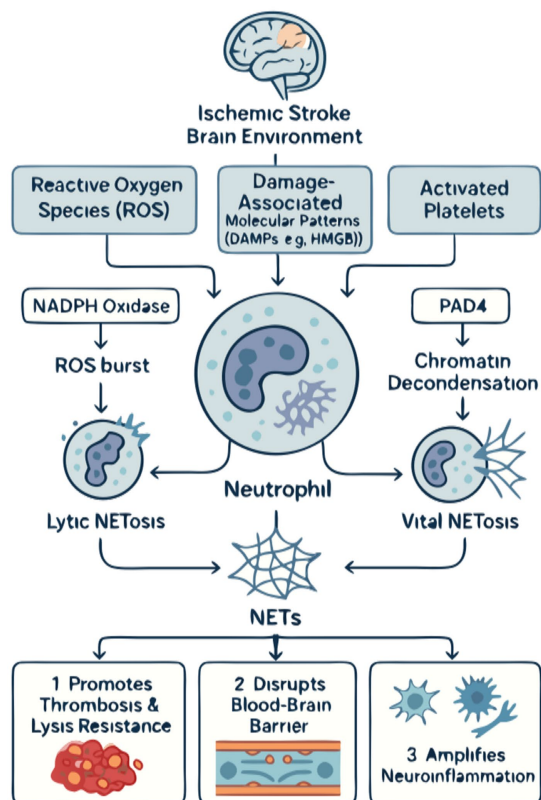 Ischemic Stroke
Brain Environment
Reactive Oxygen
Species (ROS)
Damage-
Associated
Molecular Patterns
(DAMPs e g, HMGB))
Activated
Platelets
NADPH Oxidase
PAD4
ROS burst
Chromatin
Decondensation
Neutrophil
Lytic NETosis
Vital NETosis
NETs
1 Promotes
Thrombosis &
Lysis Resistance
2 Disrupts
Blood-Brain
Barrier
3 Amplifies
Neuroinflammation